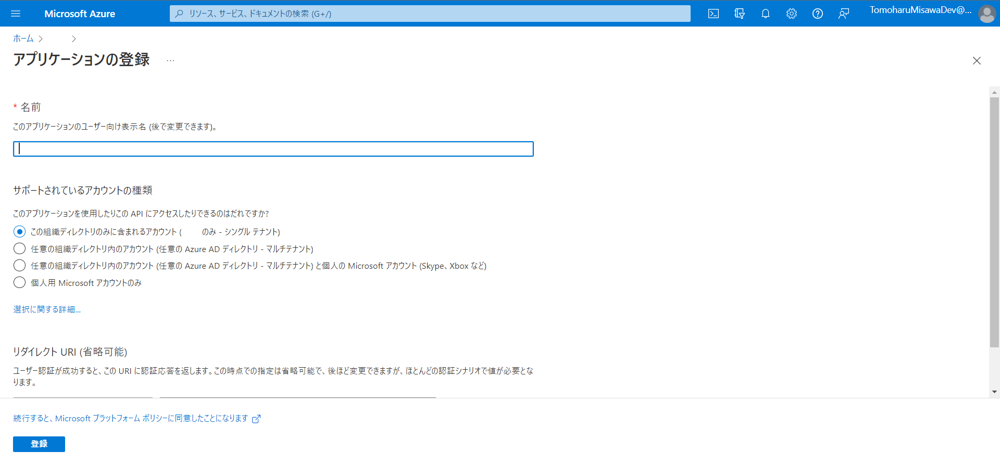 Microsoft Azure
リソース、サービス、ドキュメントの検索 (G+/)
TomoharuMisawaDev@...
ホーム
アプリケーションの登録
* 名前
このアプリケーションのユーザー向け表示名 (後で変更できます)。
サポートされているアカウントの種類
このアプリケーションを使用したりこの API にアクセスしたりできるのはだれですか?
この組織ディレクトリのみに含まれるアカウント ( のみ - シングル テナント)
任意の組織ディレクトリ内のアカウント (任意の Azure AD ディレクトリ - マルチテナント)
任意の組織ディレクトリ内のアカウント (任意の Azure AD ディレクトリ - マルチテナント) と個人の Microsoft アカウント (Skype、Xbox など)
個人用 Microsoft アカウントのみ
選択に関する詳細...
リダイレクト URI (省略可能)
ユーザー認証が成功すると、この URI に認証応答を返します。この時点での指定は省略可能で、後ほど変更できますが、ほとんどの認証シナリオで値が必要とな
ります。
続行すると、Microsoft プラットフォーム ポリシーに同意したことになります
登録